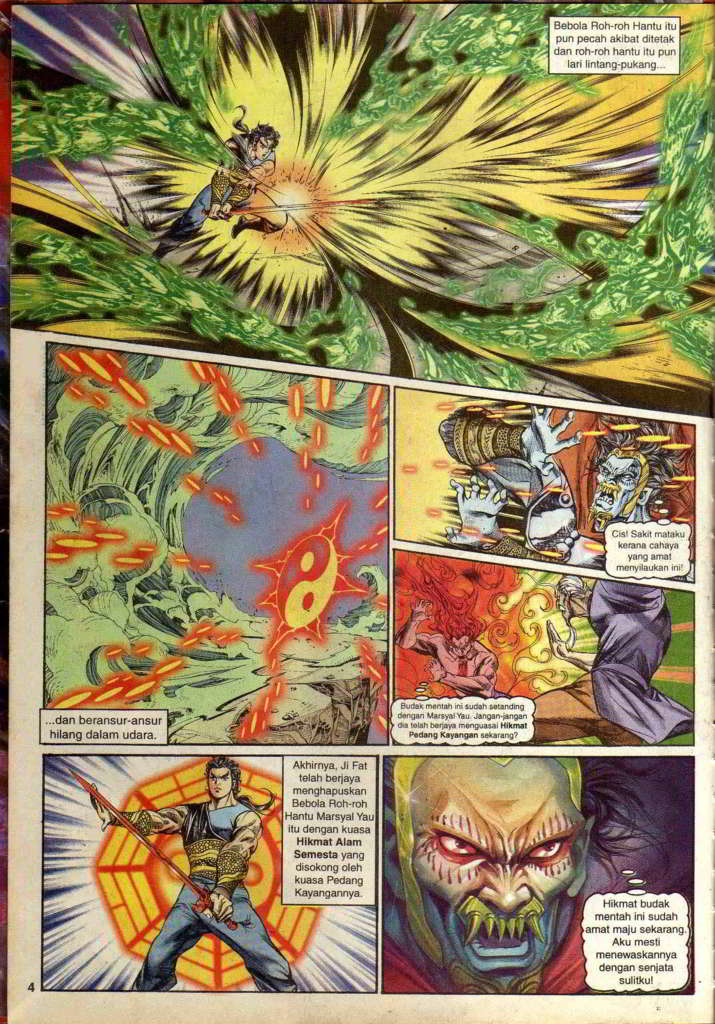 Bebola Roh-roh Hantu itu
pun pecah akibat ditetak
dan roh-roh hantu itu pun
lari lintang-pukang...
Cis! Sakit mataku
kerana cahaya
yang amat
menyilaukan ini!
...dan beransur-ansur
hilang dalam udara.
Budak mentah ini sudah setanding
dengan Marsyal Yau. Jangan-jangan
dia telah berjaya menguasai Hikmat
Pedang Kayangan sekarang?
Akhirnya, Ji Fat
telah berjaya
menghapuskan
Bebola Roh-roh
Hantu Marsyal Yau
itu dengan kuasa
Hikmat Alam
Semesta yang
disokong oleh
kuasa Pedang
Kayangannya.
Hikmat budak
mentah ini sudah
amat maju sekarang.
Aku mesti
menewaskannya
dengan senjata
sulitku!
4